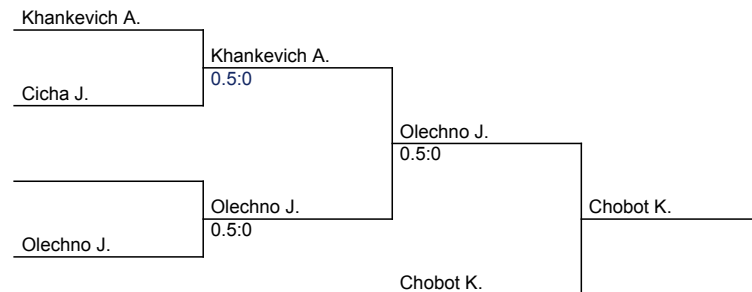 Khankevich A.
Khankevich A.
0.5:0
Cicha J.
Olechno J.
0.5:0
Olechno J.
0.5:0
Chobot K.
Olechno J.
Chobot K.